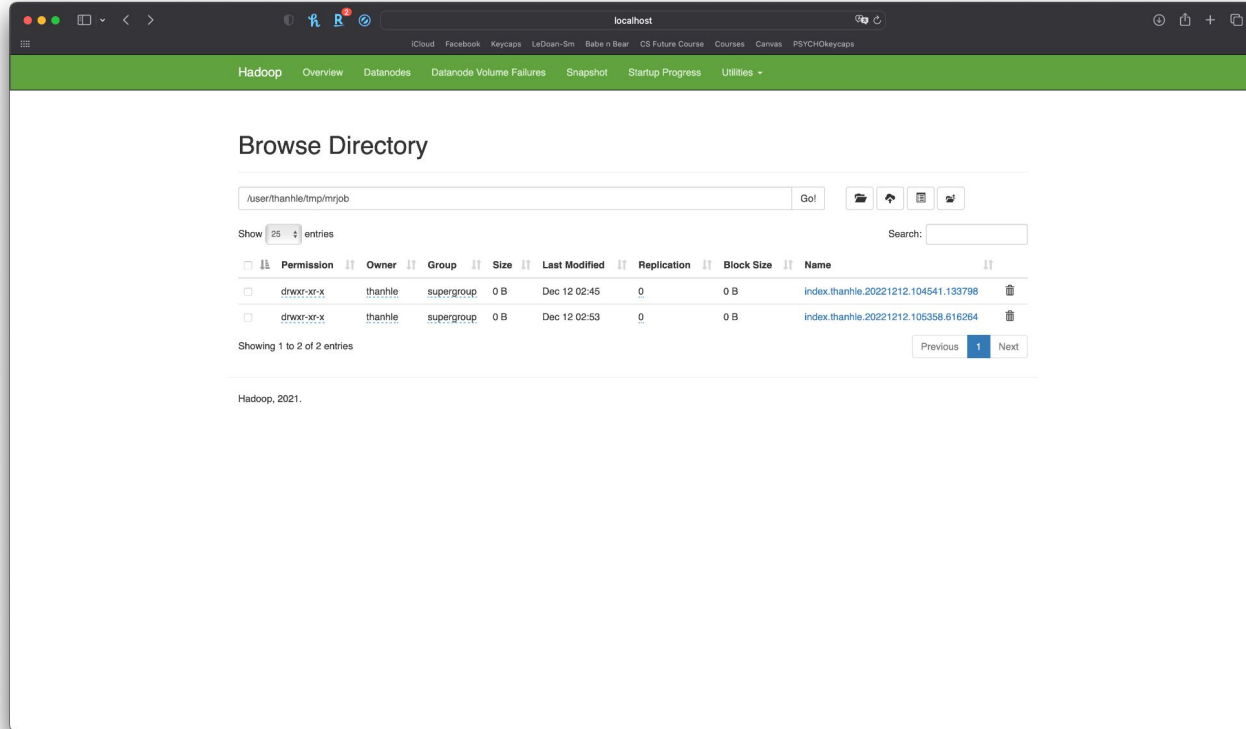 localhost
iCloud Facebook Keycaps LeDoan-Sm Babe n Bear CS Future Course Courses Canvas PSYCHOkeycaps
Hadoop Overview Datanodes Datanode Volume Failures Snapshot Startup Progress Utilities
Browse Directory
/user/thanhle/tmp/mrjob Go!
Show 25 entries Search:
Permission Owner Group Size Last Modified Replication Block Size Name
drwxr-xr-x thanhle supergroup 0 B Dec 12 02:45 0 0 B index.thanhle.20221212.104541.133798
drwxr-xr-x thanhle supergroup 0 B Dec 12 02:53 0 0 B index.thanhle.20221212.105358.616264
Showing 1 to 2 of 2 entries Previous 1 Next
Hadoop, 2021.